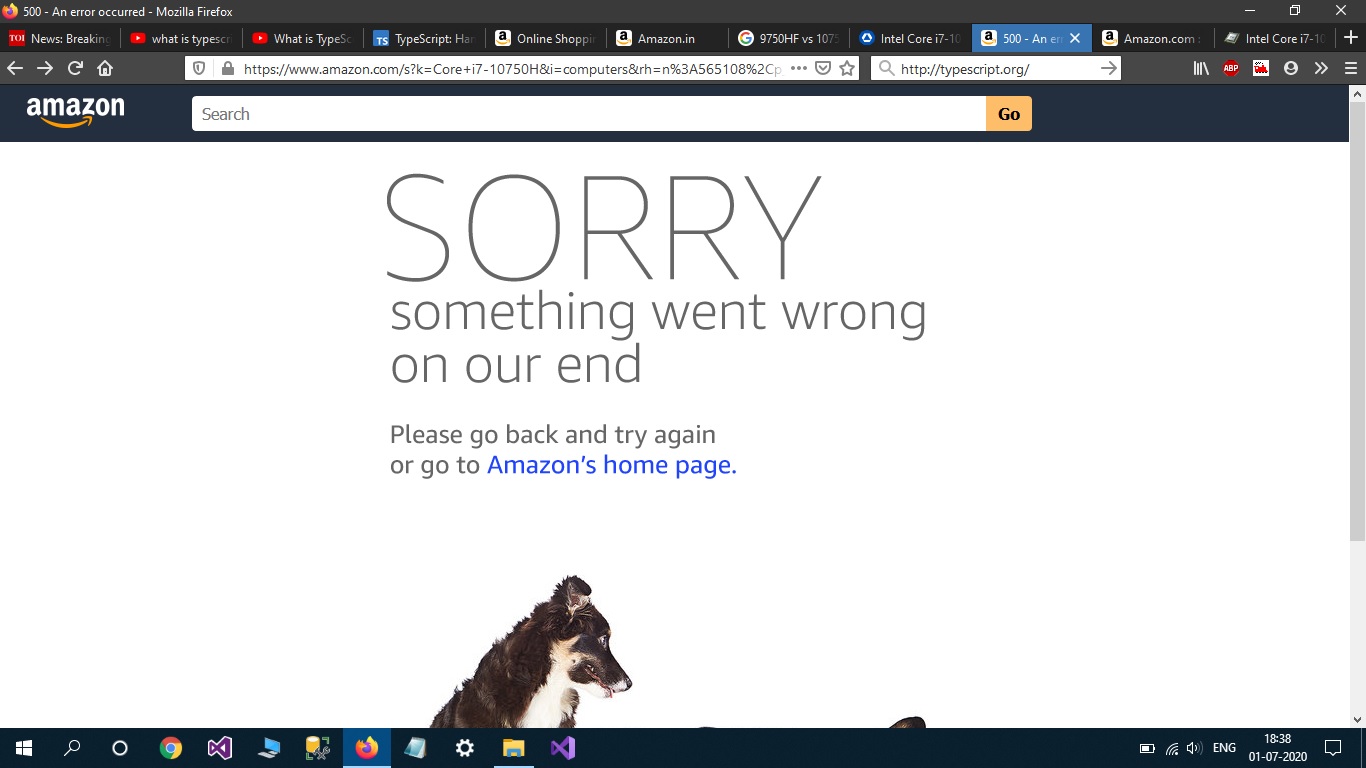 500 - An error occurred - Mozilla Firefox
TOI News: Breaking
what is typescri
What is TypeSc
TS TypeScript: Har
Online Shoppin
Amazon.in
9750HF vs 1075
Intel Core i7-10
500 - An er
Amazon.com :
Intel Core i7-10
https://www.amazon.com/s?k=Core+i7-10750H&i=computers&rh=n%3A565108%2Cp
http://typescript.org/
ABP
amazon
Search
Go
SORRY
something went wrong
on our end
Please go back and try again
or go to Amazon's home page.
ENG
18:38
01-07-2020